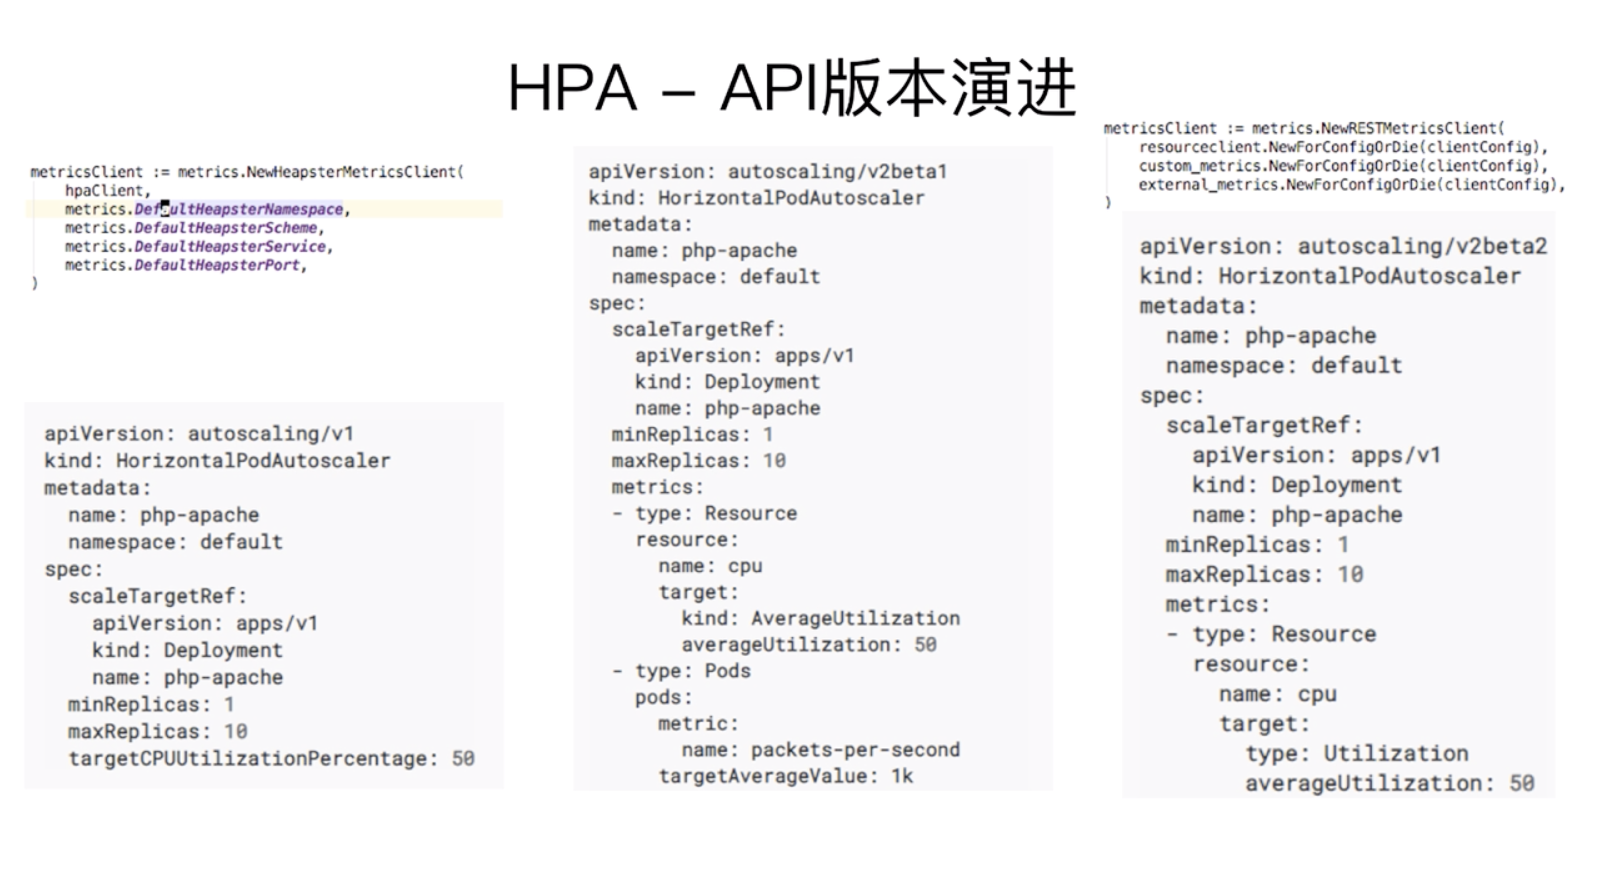 HPA – API版本演进
metricsClient := metrics.NewHeapsterMetricsClient(
    hpaClient,
    metrics.DefaultHeapsterNamespace,
    metrics.DefaultHeapsterScheme,
    metrics.DefaultHeapsterService,
    metrics.DefaultHeapsterPort,
)
apiVersion: autoscaling/v1
kind: HorizontalPodAutoscaler
metadata:
  name: php-apache
  namespace: default
spec:
  scaleTargetRef:
    apiVersion: apps/v1
    kind: Deployment
    name: php-apache
  minReplicas: 1
  maxReplicas: 10
  targetCPUUtilizationPercentage: 50
apiVersion: autoscaling/v2beta1
kind: HorizontalPodAutoscaler
metadata:
  name: php-apache
  namespace: default
spec:
  scaleTargetRef:
    apiVersion: apps/v1
    kind: Deployment
    name: php-apache
  minReplicas: 1
  maxReplicas: 10
  metrics:
  - type: Resource
    resource:
      name: cpu
      target:
        kind: AverageUtilization
        averageUtilization: 50
  - type: Pods
    pods:
      metric:
        name: packets-per-second
      targetAverageValue: 1k
metricsClient := metrics.NewRESTMetricsClient(
    resourceclient.NewForConfigOrDie(clientConfig),
    custom_metrics.NewForConfigOrDie(clientConfig),
    external_metrics.NewForConfigOrDie(clientConfig),
)
apiVersion: autoscaling/v2beta2
kind: HorizontalPodAutoscaler
metadata:
  name: php-apache
  namespace: default
spec:
  scaleTargetRef:
    apiVersion: apps/v1
    kind: Deployment
    name: php-apache
  minReplicas: 1
  maxReplicas: 10
  metrics:
  - type: Resource
    resource:
      name: cpu
      target:
        type: Utilization
        averageUtilization: 50